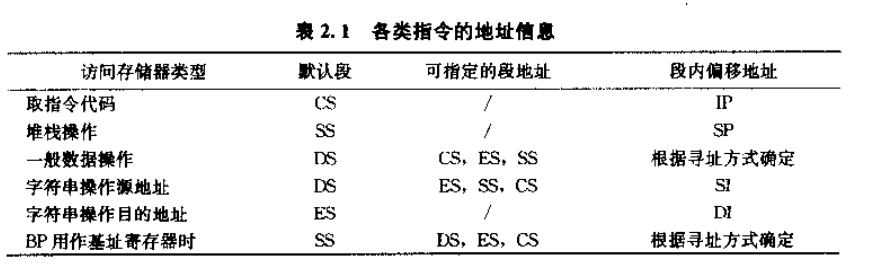 表 2.1 各类指令的地址信息
访问存储器类型 默认段 可指定的段地址 段内偏移地址
取指令代码 CS / IP
堆栈操作 SS / SP
一般数据操作 DS CS，ES，SS 根据寻址方式确定
字符串操作源地址 DS ES，SS，CS SI
字符串操作目的地址 ES / DI
BP 用作基址寄存器时 SS DS，ES，CS 根据寻址方式确定